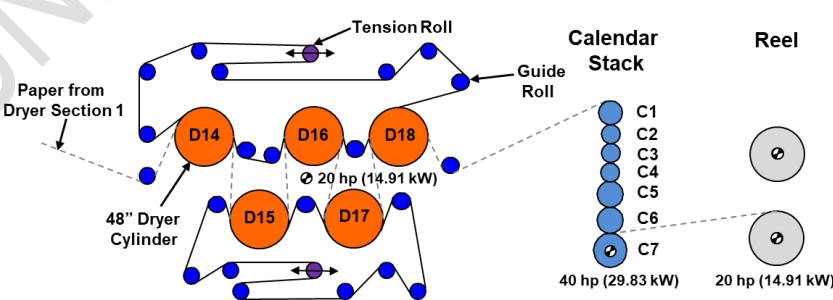 Tension Roll
Calendar
Stack
Reel
Paper from
Dryer Section 1
Guide
Roll
D14
D16
D18
C1
C2
C3
C4
C5
C6
C7
20 hp (14.91 kW)
48” Dryer
Cylinder
D15
D17
40 hp (29.83 kW)
20 hp (14.91 kW)